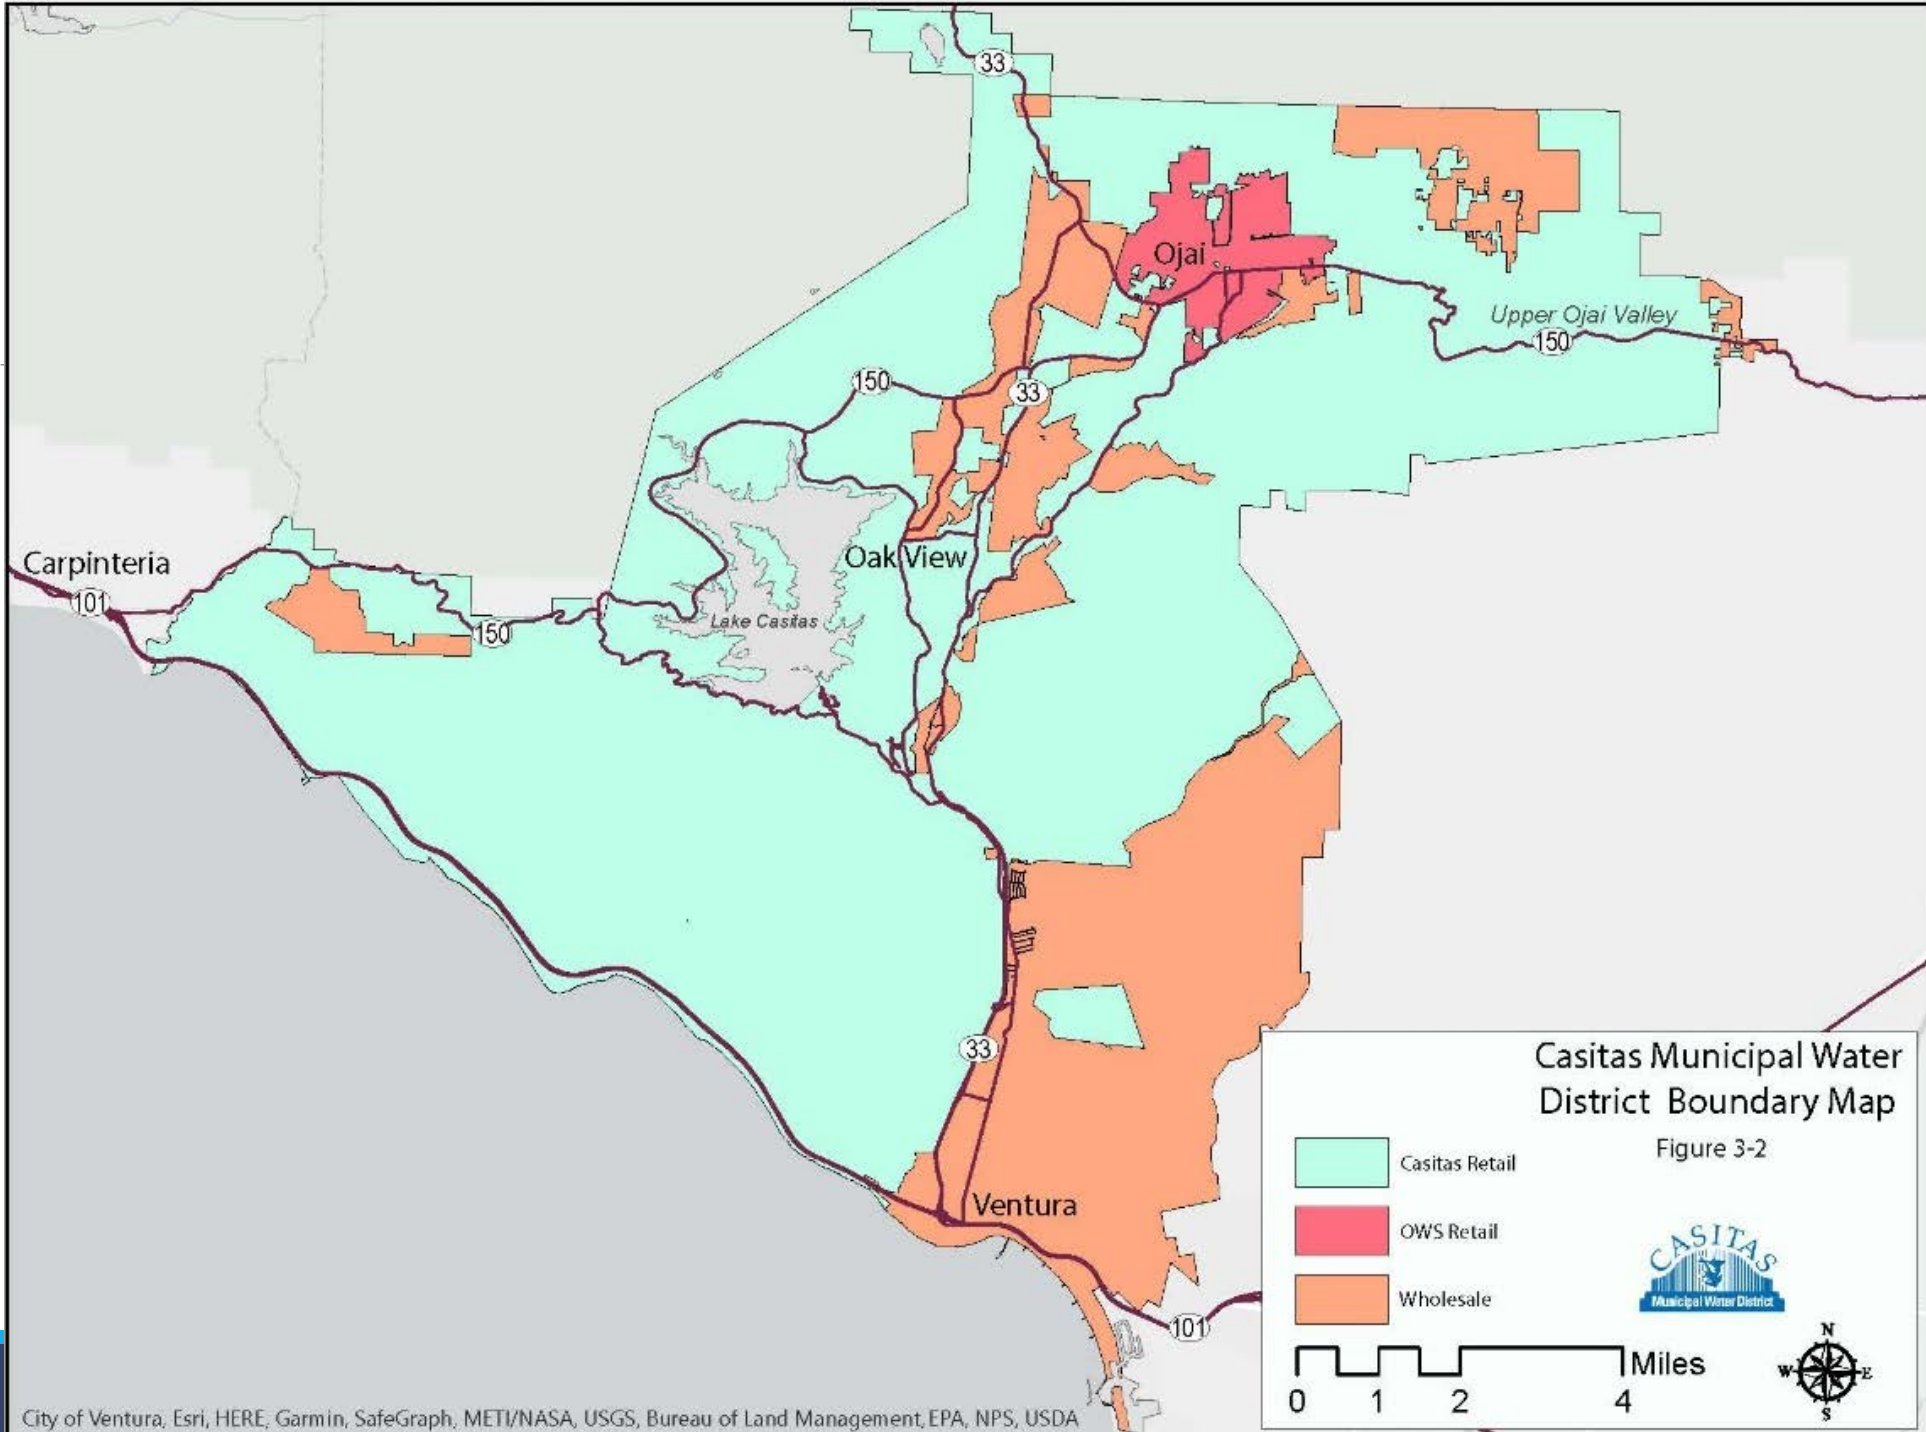 33
Ojai
Upper Ojai Valley
150
150
33
Carpinteria
Oak View
101
Lake Casitas
150
33
Ventura
101
Casitas Municipal Water
District Boundary Map
Figure 3-2
Casitas Retail
OWS Retail
Wholesale
CASITAS
Municipal Water District
Miles
0 1 2 4
N
W E
S
City of Ventura, Esri, HERE, Garmin, SafeGraph, METI/NASA, USGS, Bureau of Land Management, EPA, NPS, USDA